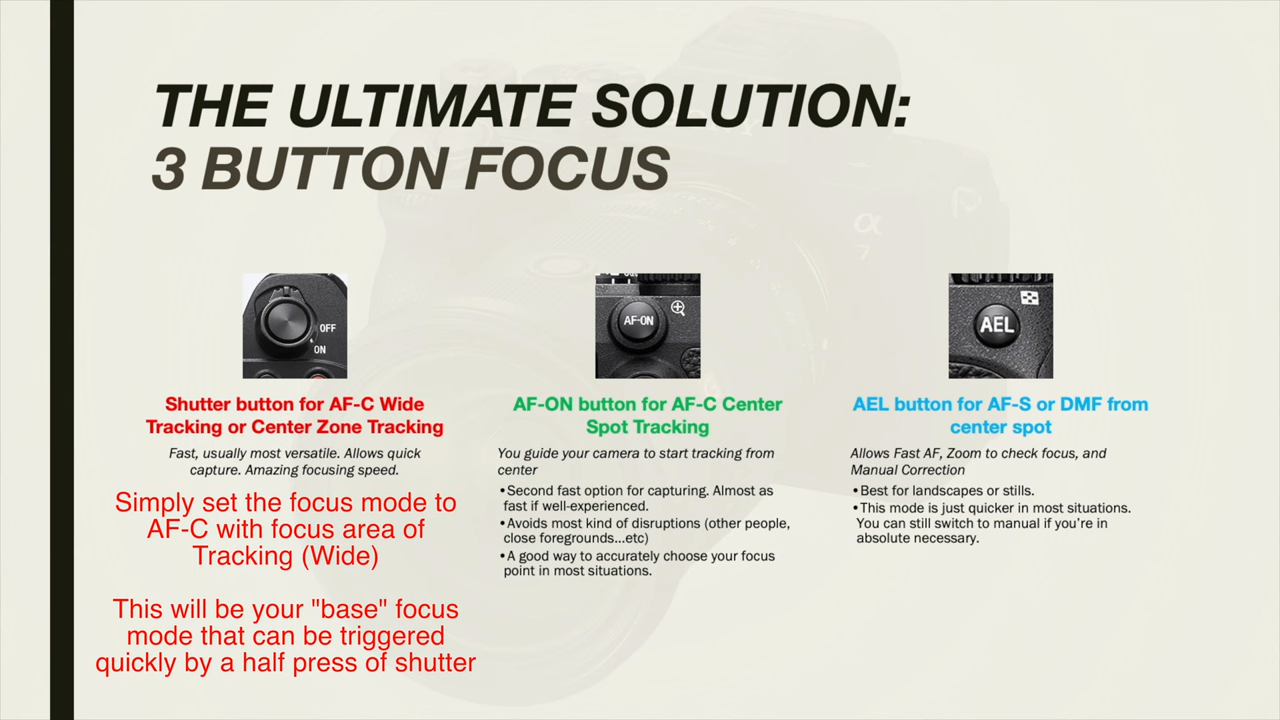 THE ULTIMATE SOLUTION:
3 BUTTON FOCUS
α
7
OFF
ON
AF-ON
AEL
Shutter button for AF-C Wide
Tracking or Center Zone Tracking
Fast, usually most versatile. Allows quick
capture. Amazing focusing speed.
Simply set the focus mode to
AF-C with focus area of
Tracking (Wide)
This will be your "base" focus
mode that can be triggered
quickly by a half press of shutter
AF-ON button for AF-C Center
Spot Tracking
You guide your camera to start tracking from
center
•Second fast option for capturing. Almost as
fast if well-experienced.
•Avoids most kind of disruptions (other people,
close foregrounds...etc)
•A good way to accurately choose your focus
point in most situations.
AEL button for AF-S or DMF from
center spot
Allows Fast AF, Zoom to check focus, and
Manual Correction
•Best for landscapes or stills.
•This mode is just quicker in most situations.
You can still switch to manual if you're in
absolute necessary.